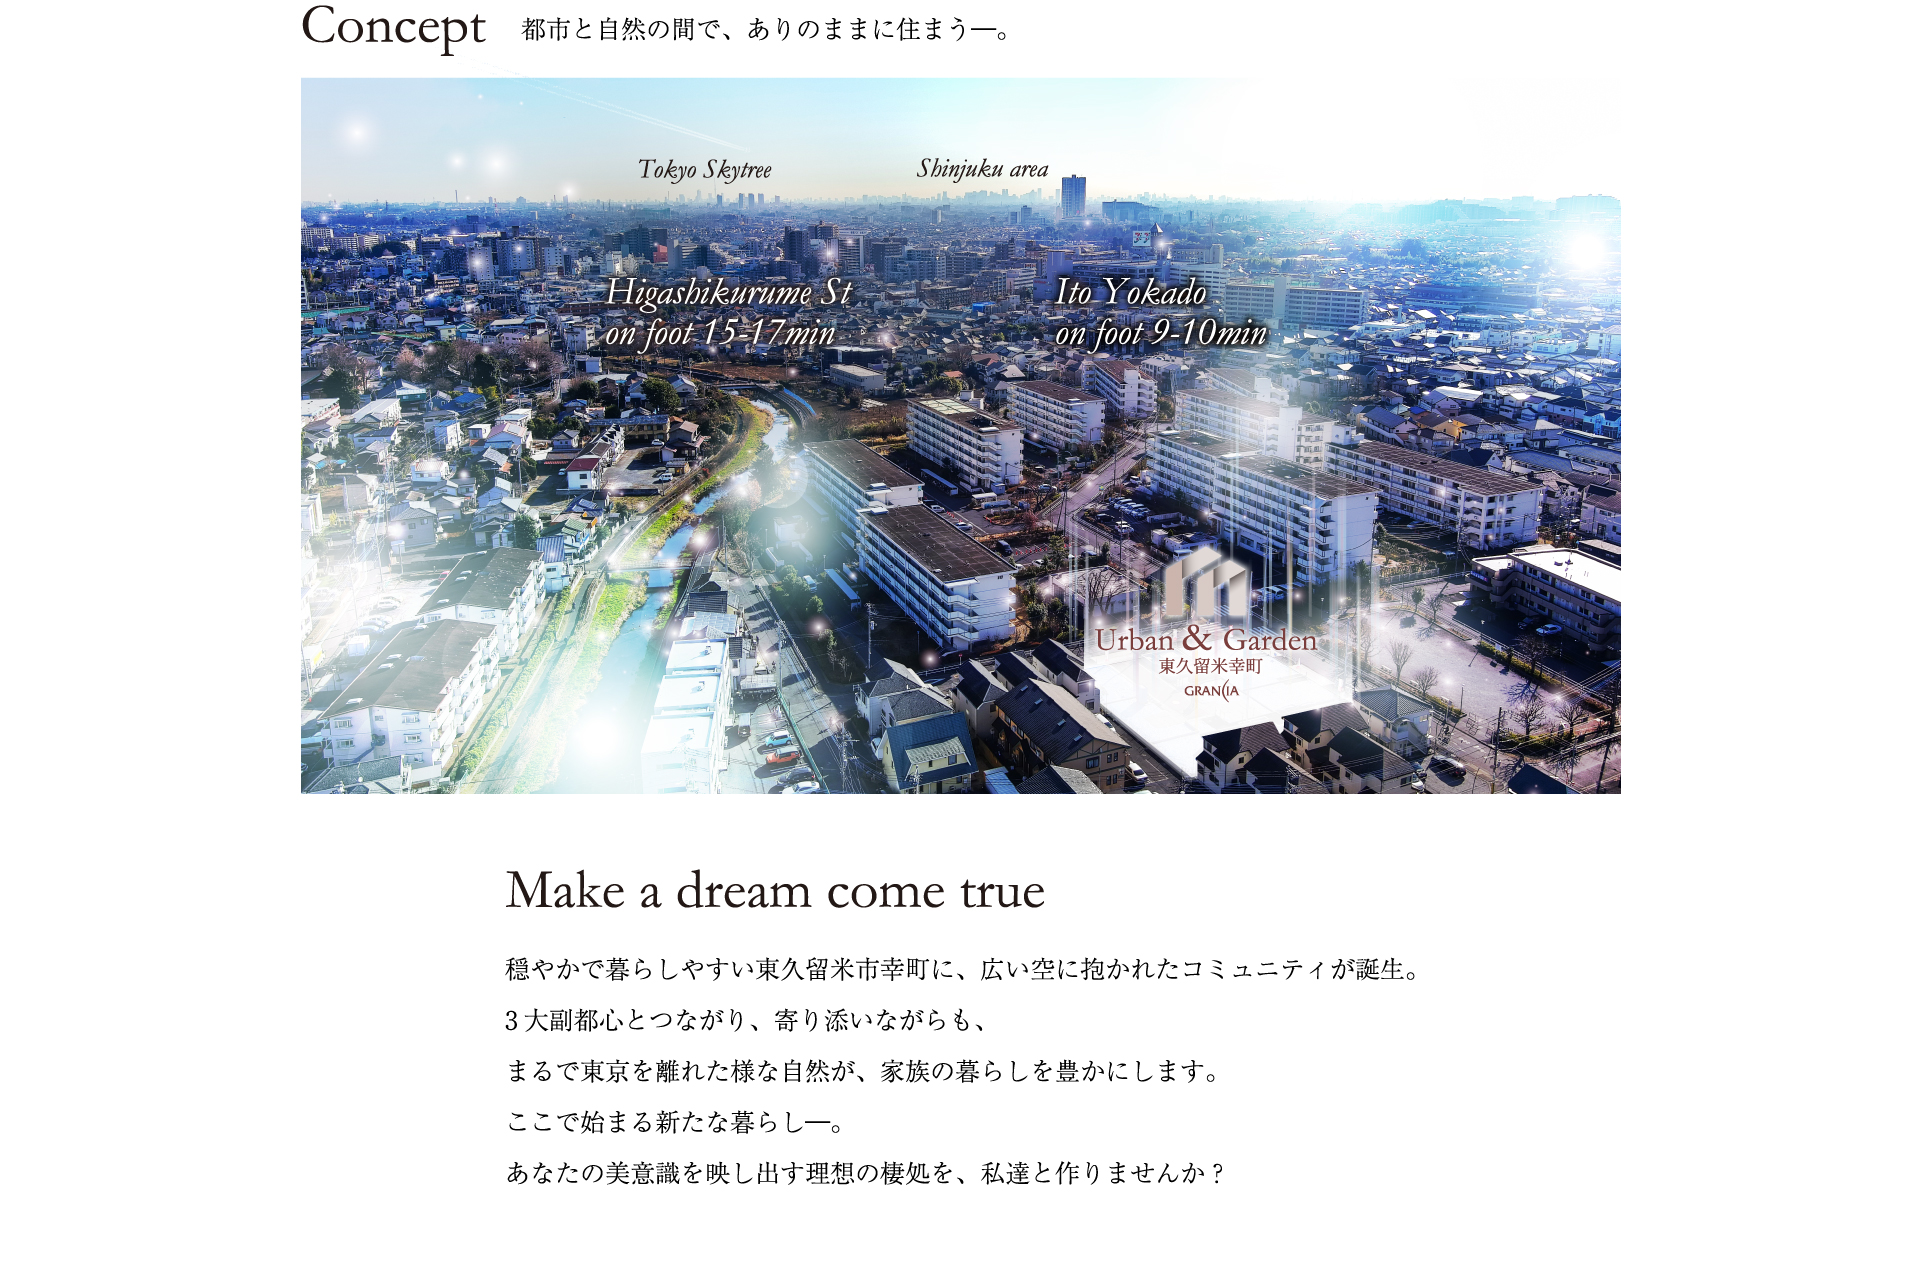 Concept
都市と自然の間で、ありのままに住まう―。
Tokyo Skytree
Shinjuku area
Higashikurume St
on foot 15-17min
Ito Yokado
on foot 9-10min
Urban & Garden
東久留米幸町
GRANCIA
Make a dream come true
穏やかで暮らしやすい東久留米市幸町に、広い空に抱かれたコミュニティが誕生。
3大副都心とつながり、寄り添いながらも、
まるで東京を離れた様な自然が、家族の暮らしを豊かにします。
ここで始まる新たな暮らし―。
あなたの美意識を映し出す理想の棲処を、私達と作りませんか？